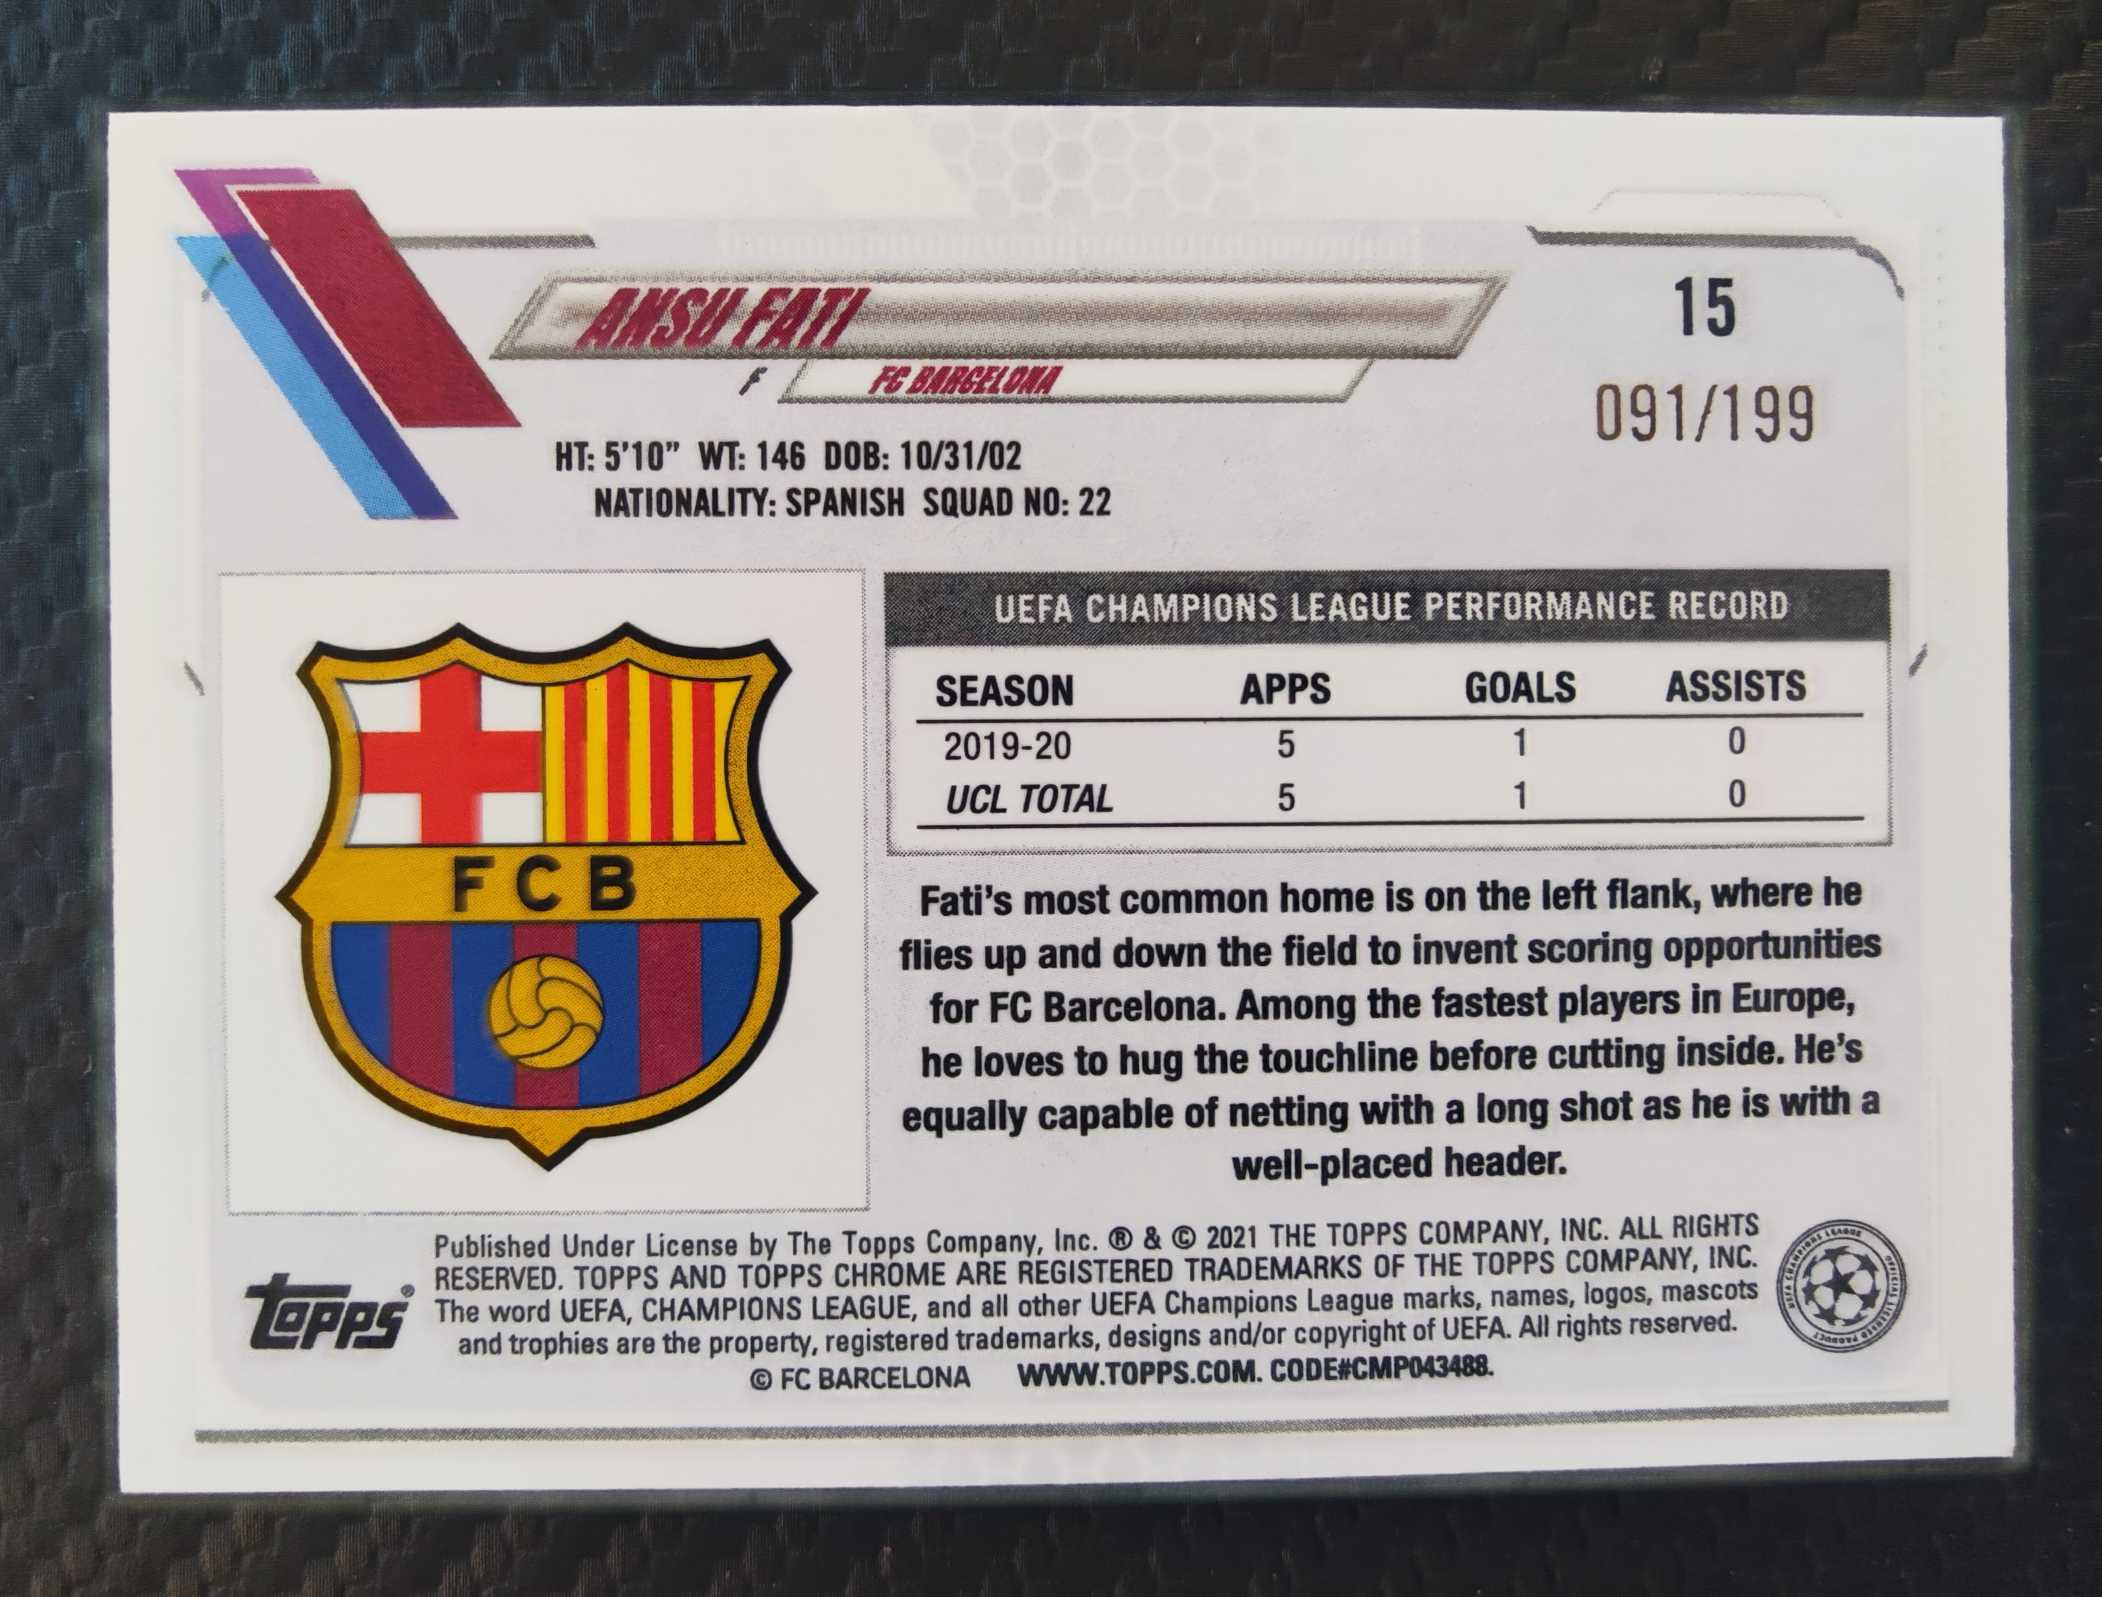 ANSU FATI
15
F FC BARCELONA
091/199
HT: 5'10" WT: 146 DOB: 10/31/02
NATIONALITY: SPANISH SQUAD NO: 22
UEFA CHAMPIONS LEAGUE PERFORMANCE RECORD
SEASON APPS GOALS ASSISTS
2019-20 5 1 0
UCL TOTAL 5 1 0
FCB
Fati's most common home is on the left flank, where he
flies up and down the field to invent scoring opportunities
for FC Barcelona. Among the fastest players in Europe,
he loves to hug the touchline before cutting inside. He's
equally capable of netting with a long shot as he is with a
well-placed header.
Topps®
Published Under License by The Topps Company, Inc. ® & © 2021 THE TOPPS COMPANY, INC. ALL RIGHTS
RESERVED. TOPPS AND TOPPS CHROME ARE REGISTERED TRADEMARKS OF THE TOPPS COMPANY, INC.
The word UEFA, CHAMPIONS LEAGUE, and all other UEFA Champions League marks, names, logos, mascots
and trophies are the property, registered trademarks, designs and/or copyright of UEFA. All rights reserved.
© FC BARCELONA WWW.TOPPS.COM. CODE#CMP043488.
UEFA CHAMPIONS LEAGUE
OFFICIAL LICENSED PRODUCT